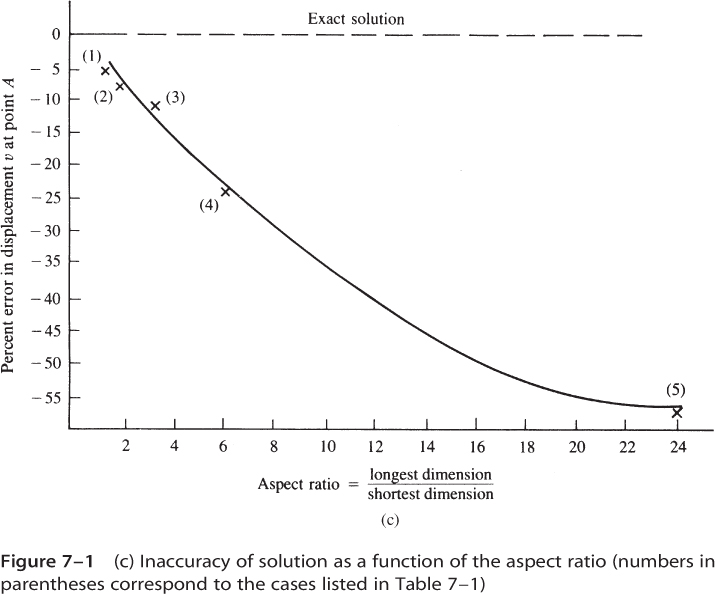 Exact solution
0
− 5
− 10
− 15
− 20
− 25
− 30
− 35
− 40
− 45
− 50
− 55
Percent error in displacement v at point A
(1)
(2)
(3)
(4)
(5)
2 4 6 8 10 12 14 16 18 20 22 24
Aspect ratio = longest dimension
shortest dimension
(c)
Figure 7–1 (c) Inaccuracy of solution as a function of the aspect ratio (numbers in
parentheses correspond to the cases listed in Table 7–1)